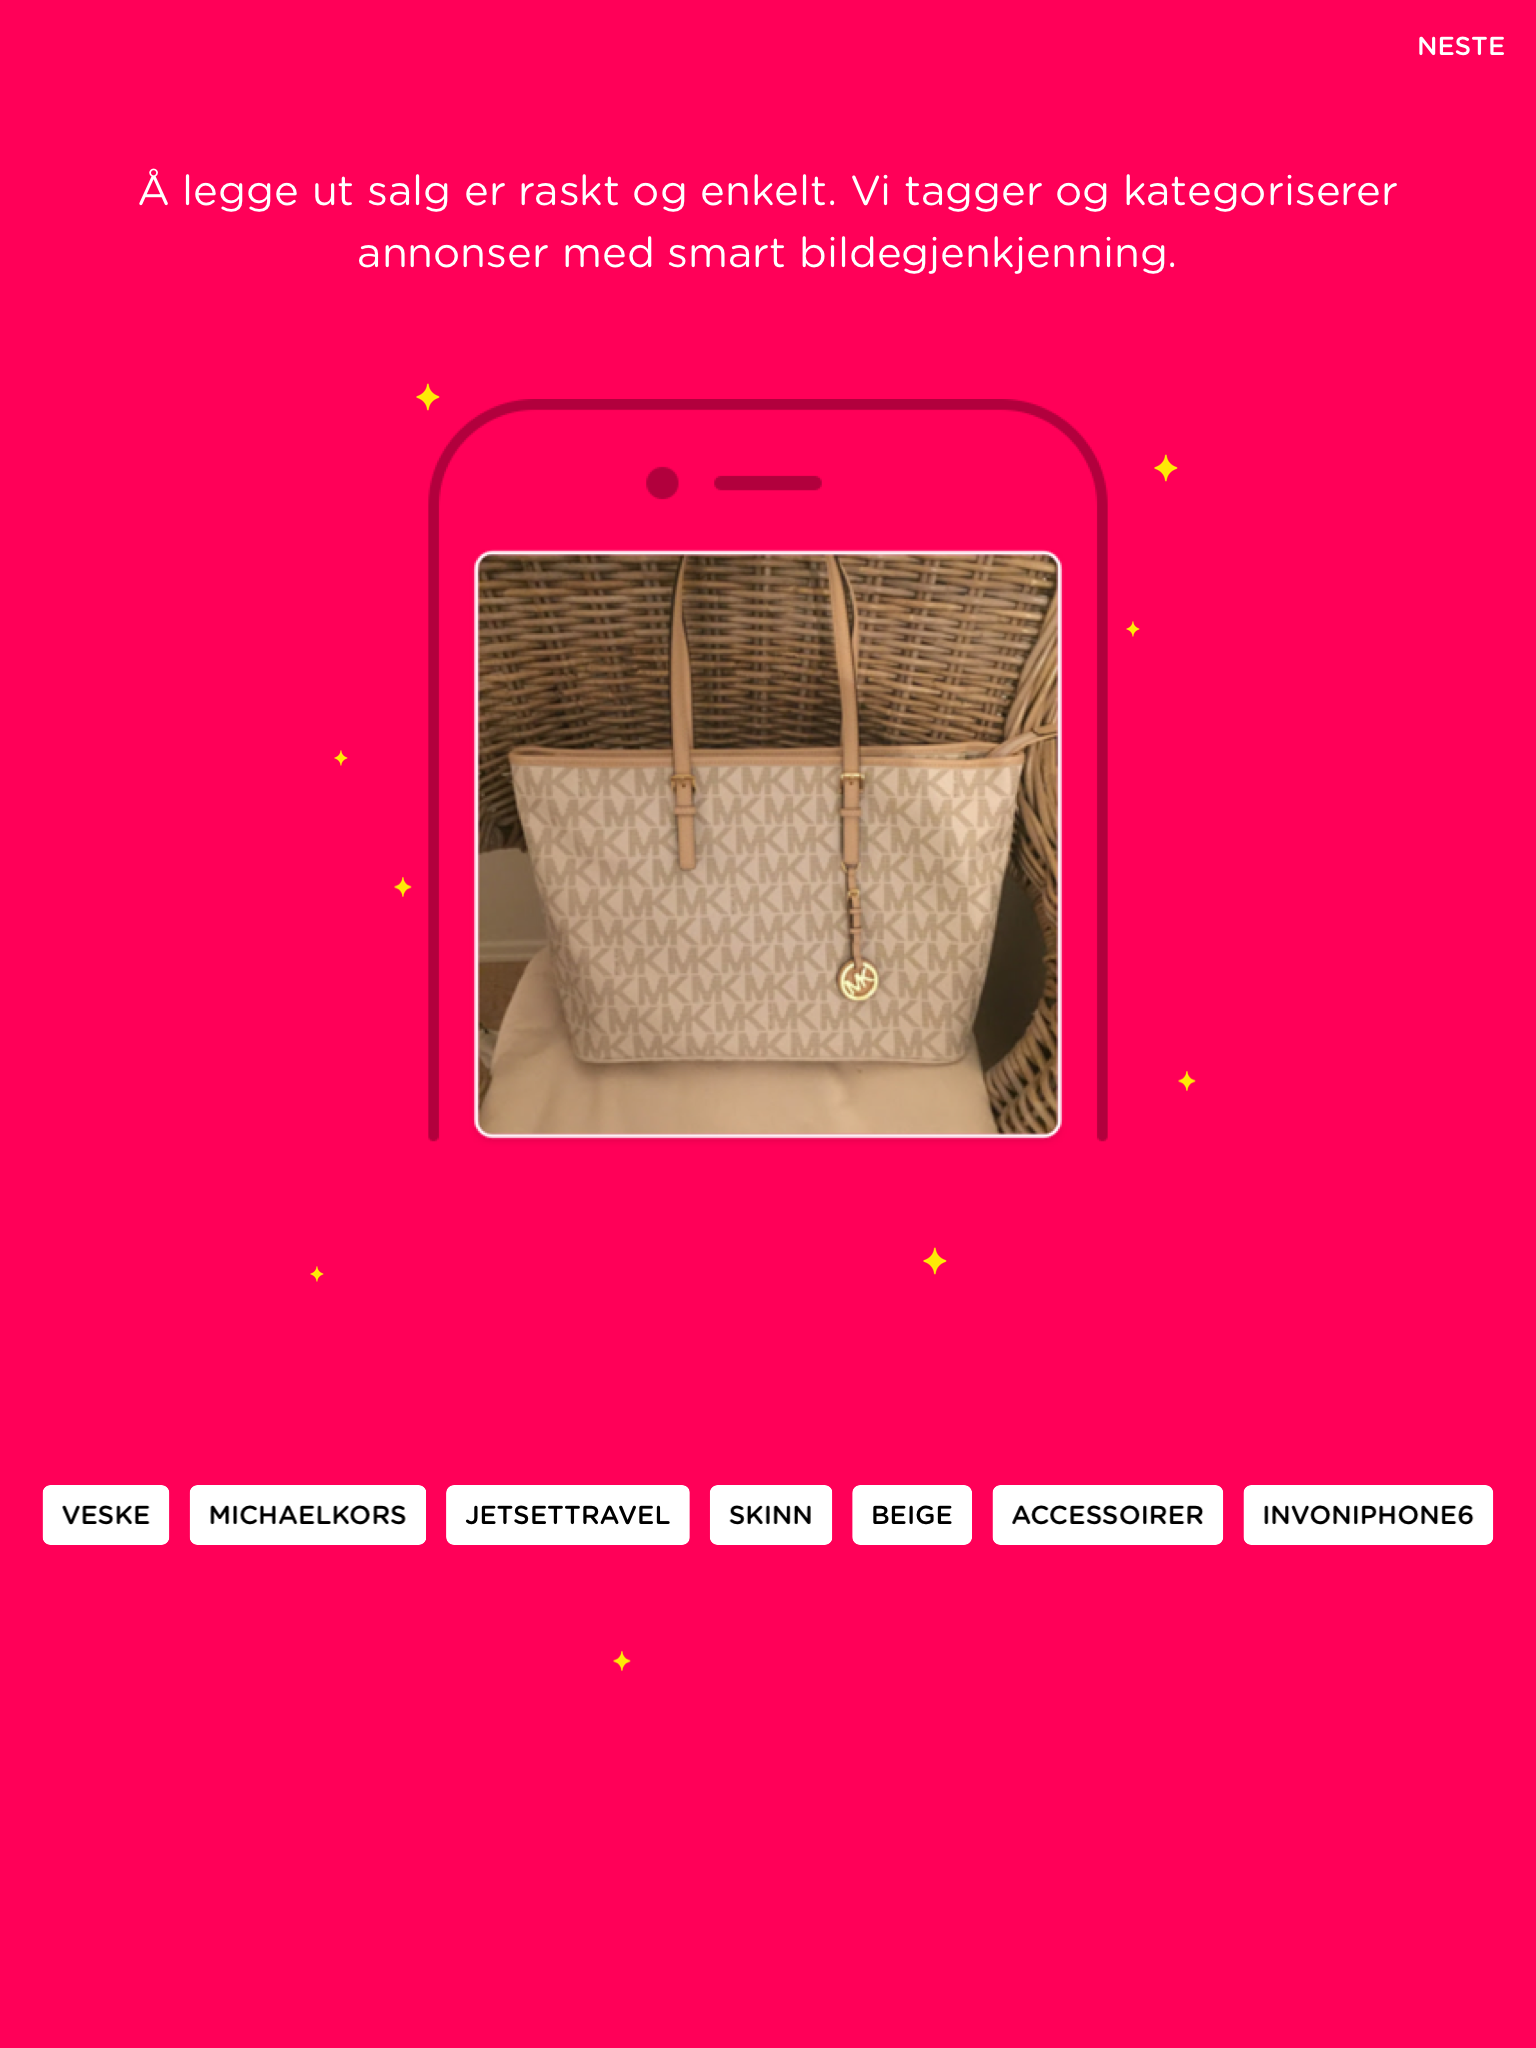 NESTE
Å legge ut salg er raskt og enkelt. Vi tagger og kategoriserer
annonser med smart bildegjenkjenning.
MK
VESKE MICHAELKORS JETSETTRAVEL SKINN BEIGE ACCESSOIRER INVONIPHONE6